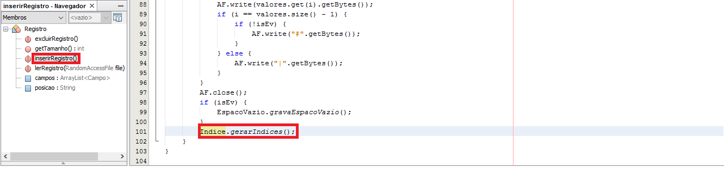 inserirRegistro - Navegador
Membros
<vazio>
Registro
excluirRegistro()
getTamanho() : int
inserirRegistro()
lerRegistro(RandomAccessFile file)
campos : ArrayList<Campo>
posicao : String
88 AF.write(valores.get(i).getBytes());
89 if (i == valores.size() - 1) {
90 if (!isEv) {
91 AF.write("#".getBytes());
92 }
93 } else {
94 AF.write("|".getBytes());
95 }
96 }
97 AF.close();
98 if (isEv) {
99 EspacoVazio.gravaEspacoVazio();
100 }
101 Indice.gerarIndices();
102 }
103 }
104